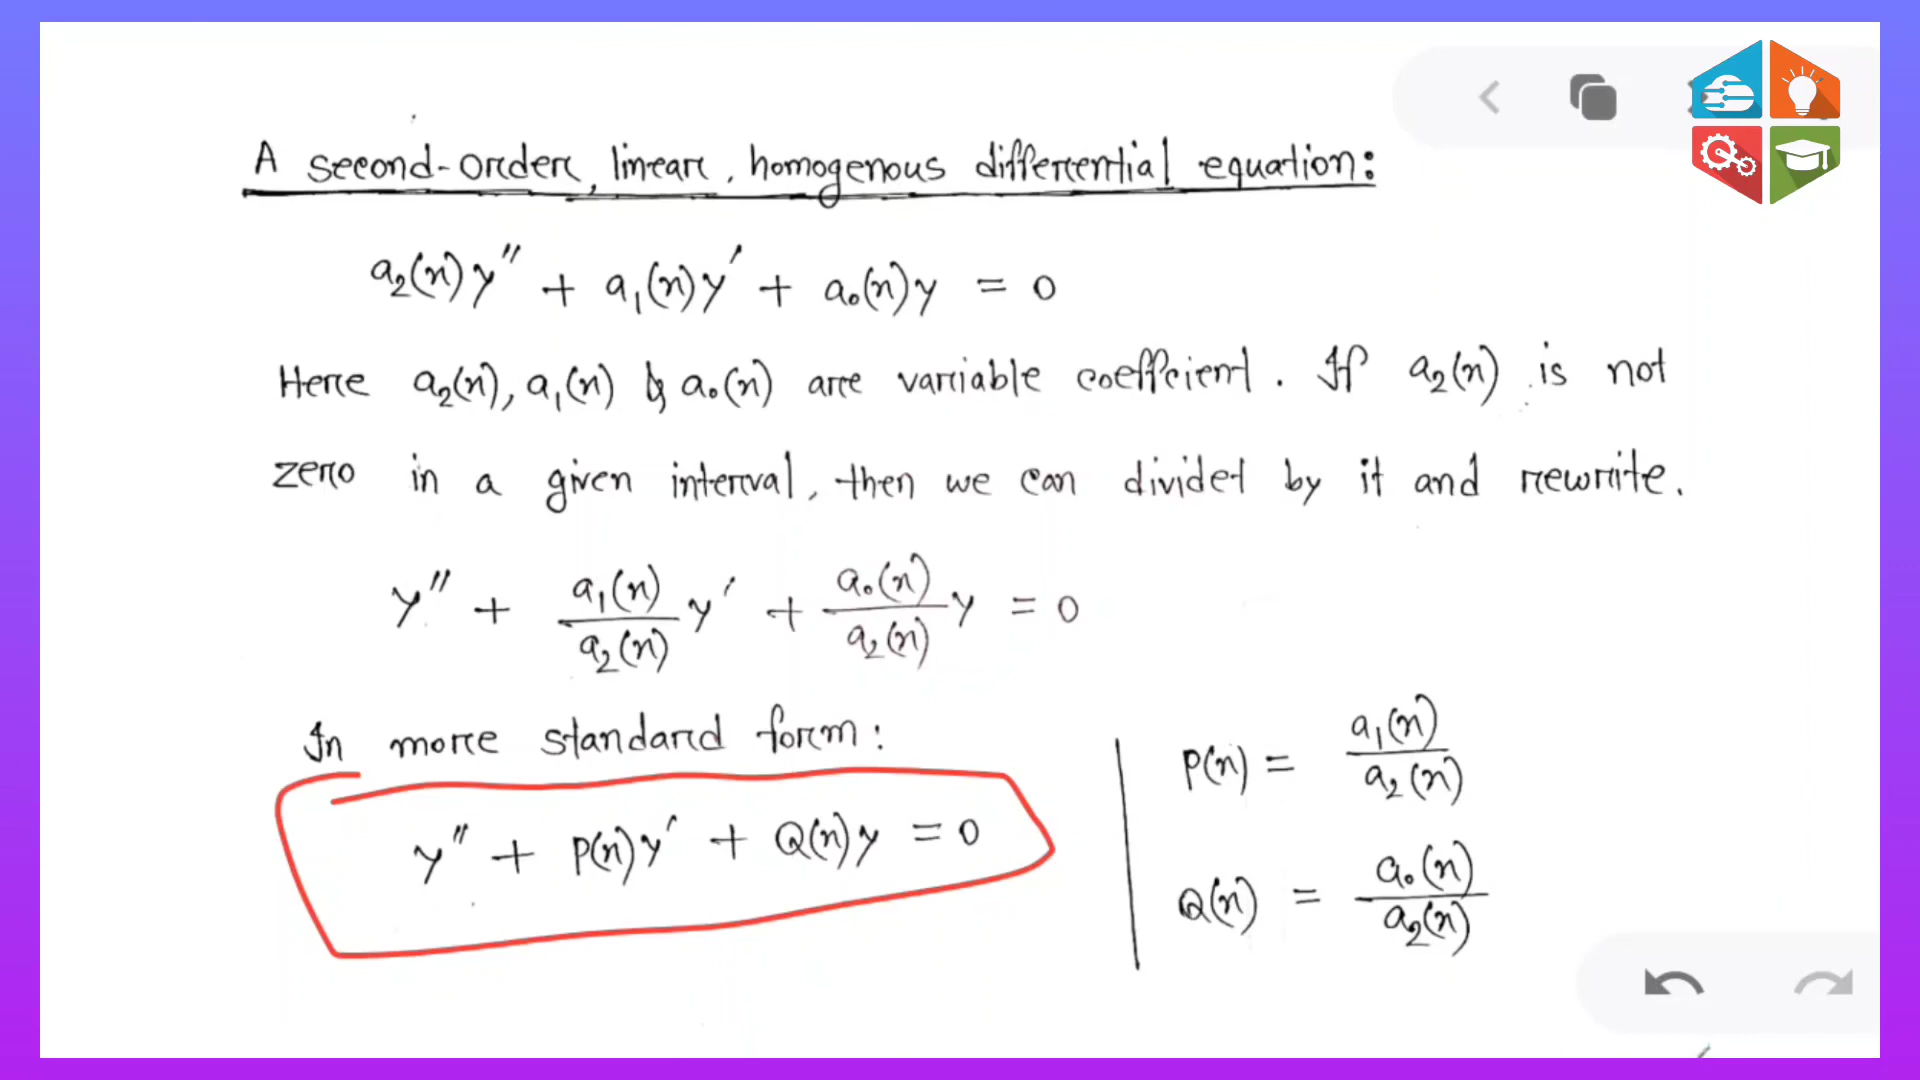 A second-order, linear, homogenous differential equation:
a₂(x)y'' + a₁(x)y' + a₀(x)y = 0
Here a₂(x), a₁(x) & a₀(x) are variable coeffcient. If a₂(x) is not
zero in a given interval, then we can divided by it and rewrite.
y'' + a₁(x)/a₂(x) y' + a₀(x)/a₂(x) y = 0
In more standard form:
y'' + P(x)y' + Q(x)y = 0
P(x) = a₁(x)/a₂(x)
Q(x) = a₀(x)/a₂(x)